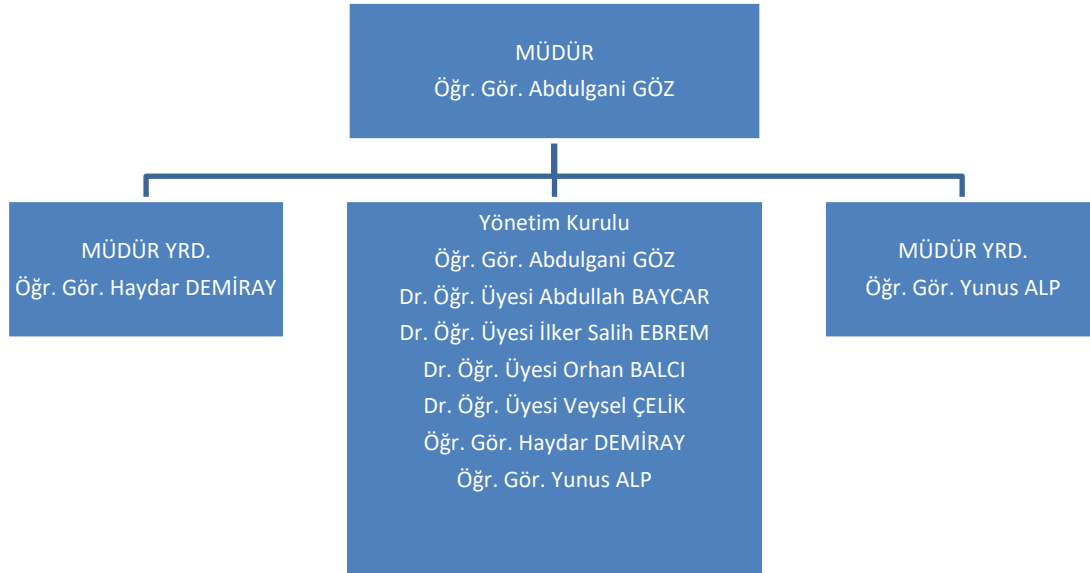 MÜDÜR
Öğr. Gör. Abdulgani GÖZ
MÜDÜR YRD.
Öğr. Gör. Haydar DEMİRAY
Yönetim Kurulu
Öğr. Gör. Abdulgani GÖZ
Dr. Öğr. Üyesi Abdullah BAYCAR
Dr. Öğr. Üyesi İlker Salih EBREM
Dr. Öğr. Üyesi Orhan BALCI
Dr. Öğr. Üyesi Veysel ÇELİK
Öğr. Gör. Haydar DEMİRAY
Öğr. Gör. Yunus ALP
MÜDÜR YRD.
Öğr. Gör. Yunus ALP